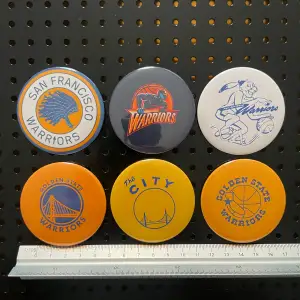 SAN FRANCISCO
WARRIORS
WARRIORS
Warriors
GOLDEN STATE
WARRIORS
The
CITY
GOLDEN STATE
WARRIORS